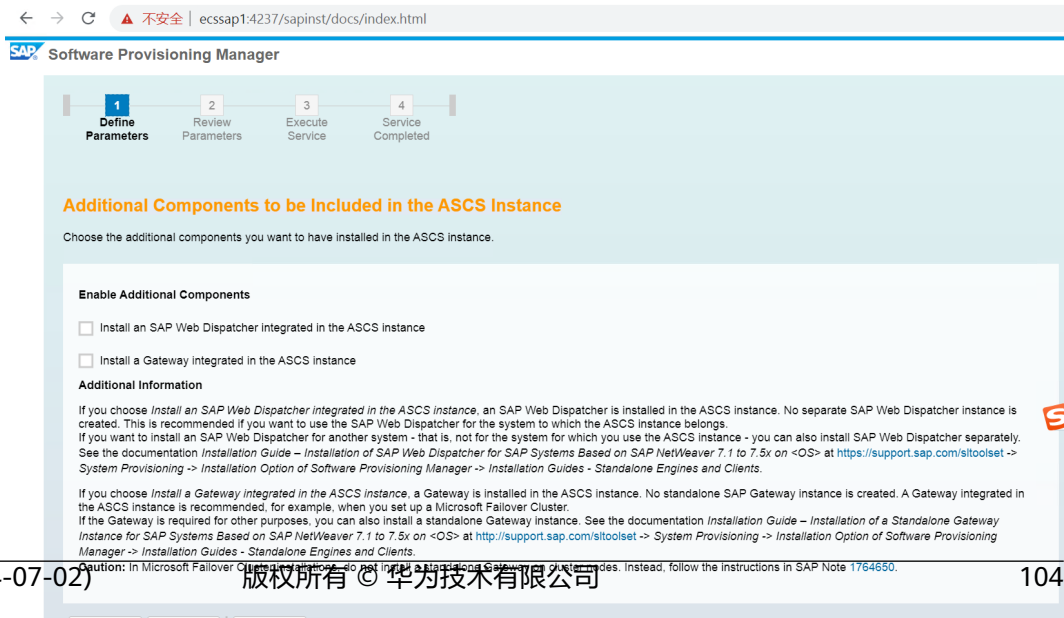 不安全 | ecssap1:4237/sapinst/docs/index.html
SAP Software Provisioning Manager
1 2 3 4
Define Review Execute Service
Parameters Parameters Service Completed
Additional Components to be Included in the ASCS Instance
Choose the additional components you want to have installed in the ASCS instance.
Enable Additional Components
Install an SAP Web Dispatcher integrated in the ASCS instance
Install a Gateway integrated in the ASCS instance
Additional Information
If you choose Install an SAP Web Dispatcher integrated in the ASCS instance, an SAP Web Dispatcher is installed in the ASCS instance. No separate SAP Web Dispatcher instance is
created. This is recommended if you want to use the SAP Web Dispatcher for the system to which the ASCS instance belongs.
If you want to install an SAP Web Dispatcher for another system - that is, not for the system for which you use the ASCS instance - you can also install SAP Web Dispatcher separately.
See the documentation Installation Guide – Installation of SAP Web Dispatcher for SAP Systems Based on SAP NetWeaver 7.1 to 7.5x on <OS> at https://support.sap.com/sltoolset ->
System Provisioning -> Installation Option of Software Provisioning Manager -> Installation Guides - Standalone Engines and Clients.
If you choose Install a Gateway integrated in the ASCS instance, a Gateway is installed in the ASCS instance. No standalone SAP Gateway instance is created. A Gateway integrated in
the ASCS instance is recommended, for example, when you set up a Microsoft Failover Cluster.
If the Gateway is required for other purposes, you can also install a standalone Gateway instance. See the documentation Installation Guide – Installation of a Standalone Gateway
Instance for SAP Systems Based on SAP NetWeaver 7.1 to 7.5x on <OS> at http://support.sap.com/sltoolset -> System Provisioning -> Installation Option of Software Provisioning
Manager -> Installation Guides - Standalone Engines and Clients.
Caution: In Microsoft Failover Cluster installations, do not install a standalone Gateway on cluster nodes. Instead, follow the instructions in SAP Note 1764650.
-07-02) 版权所有 © 华为技术有限公司 104